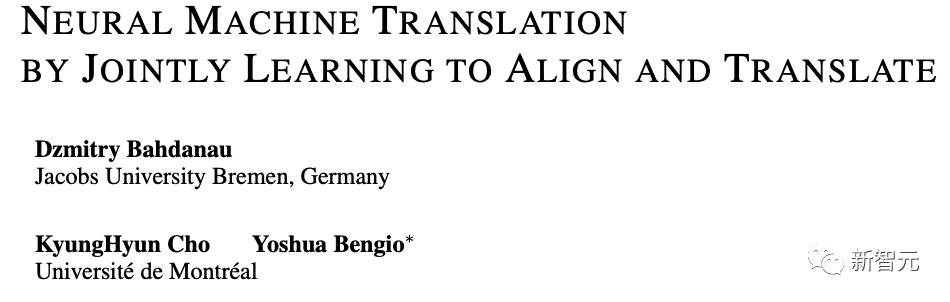 NEURAL MACHINE TRANSLATION
BY JOINTLY LEARNING TO ALIGN AND TRANSLATE
Dzmitry Bahdanau
Jacobs University Bremen, Germany
KyungHyun Cho Yoshua Bengio*
Université de Montréal
新智元